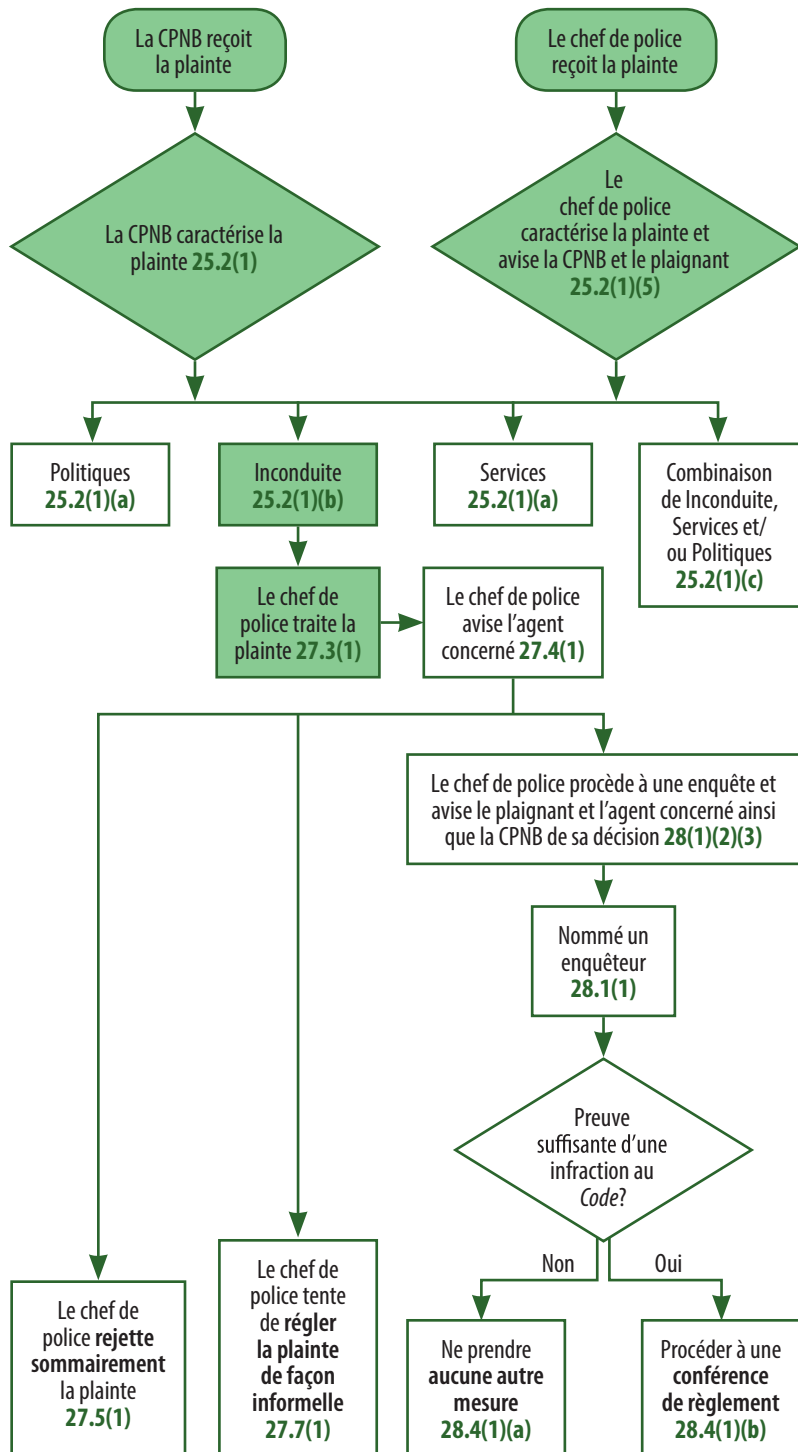 La CPNB reçoit
la plainte
Le chef de police
reçoit la plainte
La CPNB caractérise la
plainte 25.2(1)
Le
chef de police
caractérise la plainte et
avise la CPNB et le plaignant
25.2(1)(5)
Politiques
25.2(1)(a)
Inconduite
25.2(1)(b)
Services
25.2(1)(a)
Combinaison
de Inconduite,
Services et/
ou Politiques
25.2(1)(c)
Le chef de
police traite la
plainte 27.3(1)
Le chef de police
avise l’agent
concerné 27.4(1)
Le chef de police procède à une enquête et
avise le plaignant et l’agent concerné ainsi
que la CPNB de sa décision 28(1)(2)(3)
Nommé un
enquêteur
28.1(1)
Preuve
suffisante d’une
infraction au
Code?
Non
Oui
Le chef de
police rejette
sommairement
la plainte
27.5(1)
Le chef de
police tente
de régler
la plainte
de façon
informelle
27.7(1)
Ne prendre
aucune autre
mesure
28.4(1)(a)
Procéder à une
conférence
de règlement
28.4(1)(b)